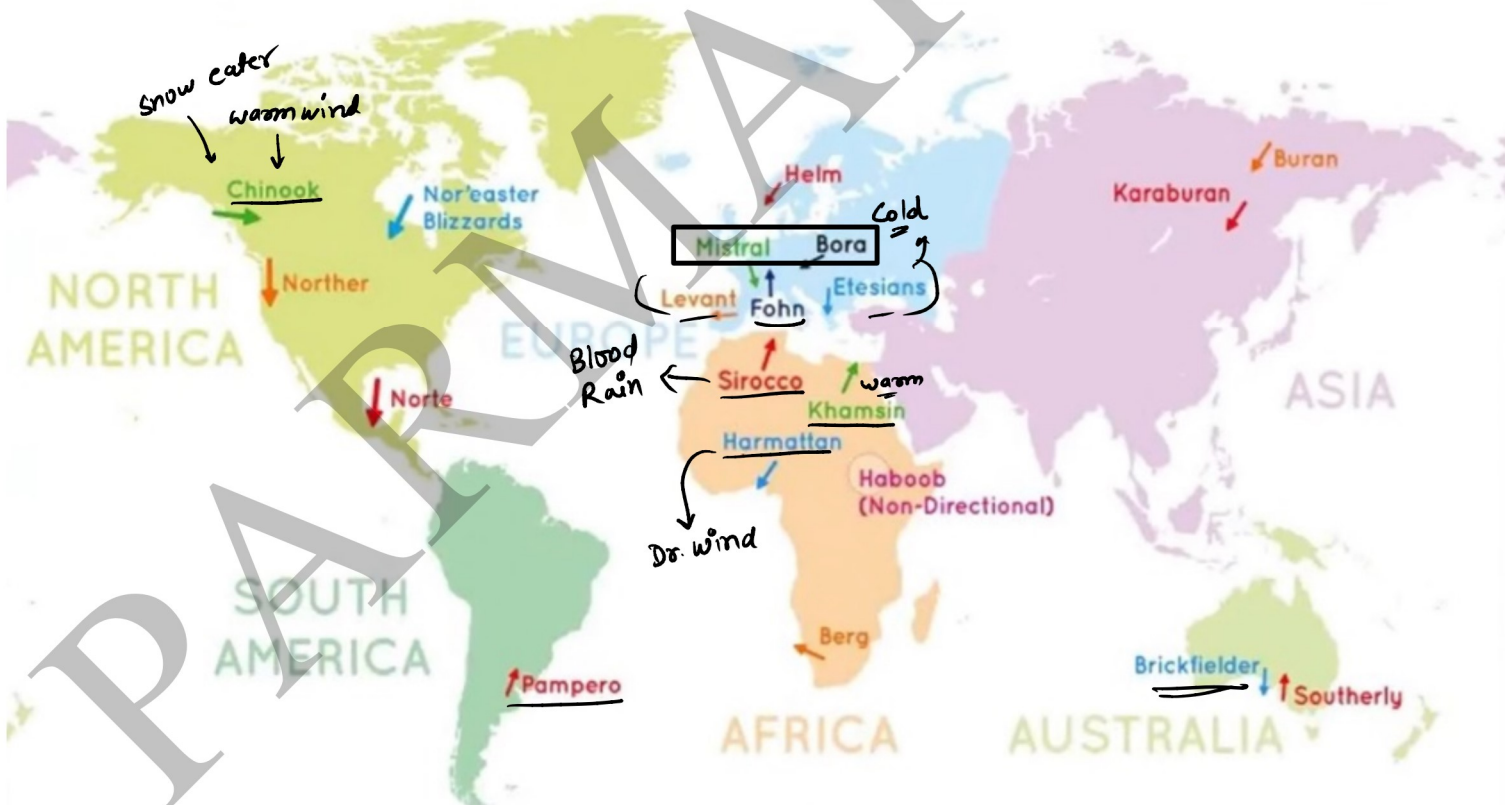 PARMAR
Snow eater
warm wind
Chinook
Nor'easter
Blizzards
Norther
NORTH
AMERICA
Norte
SOUTH
AMERICA
Pampero
Helm
Cold
Mistral
Bora
Levant
Fohn
Etesians
EUROPE
Blood
Rain
Sirocco
warm
Khamsin
Harmattan
Haboob
(Non-Directional)
Dr. wind
Berg
AFRICA
Buran
Karaburan
ASIA
Brickfielder
Southerly
AUSTRALIA